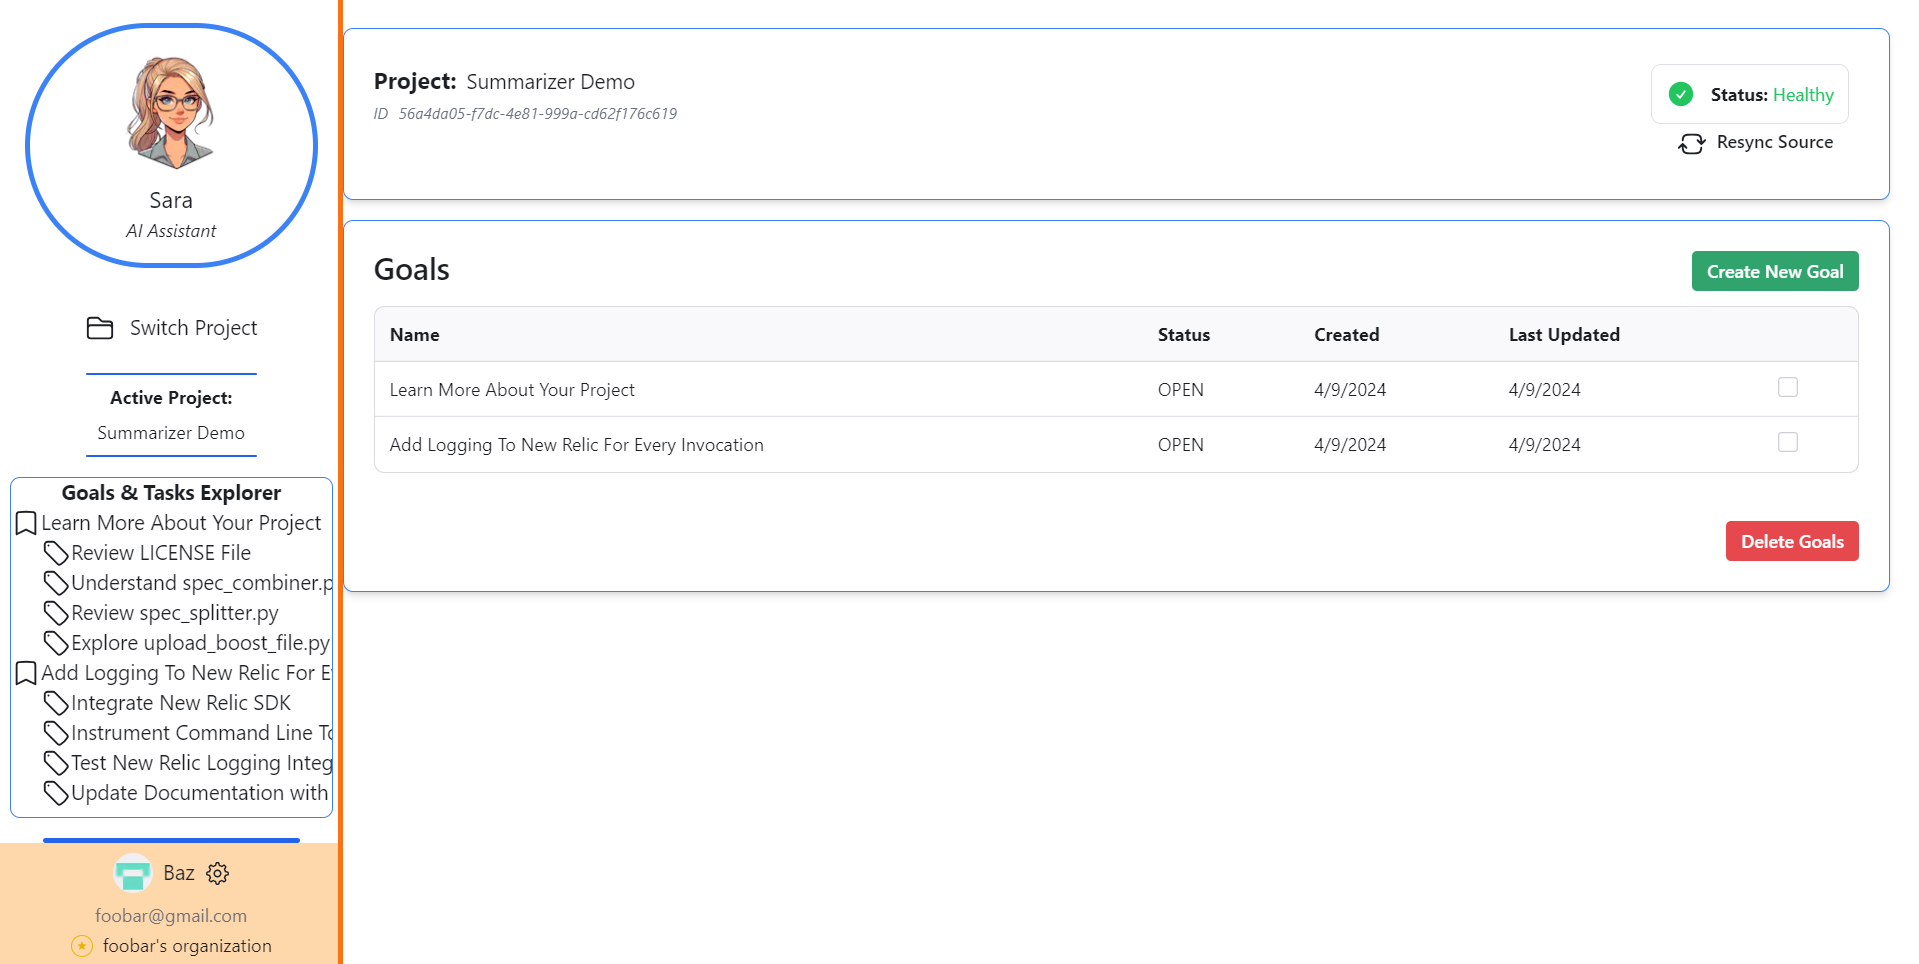 Sara
AI Assistant
Switch Project
Active Project:
Summarizer Demo
Goals & Tasks Explorer
Learn More About Your Project
Review LICENSE File
Understand spec_combiner.p
Review spec_splitter.py
Explore upload_boost_file.py
Add Logging To New Relic For E
Integrate New Relic SDK
Instrument Command Line To
Test New Relic Logging Integ
Update Documentation with
Baz
foobar@gmail.com
foobar's organization
Project: Summarizer Demo
ID 56a4da05-f7dc-4e81-999a-cd62f176c619
Status: Healthy
Resync Source
Goals
Create New Goal
Name Status Created Last Updated
Learn More About Your Project OPEN 4/9/2024 4/9/2024
Add Logging To New Relic For Every Invocation OPEN 4/9/2024 4/9/2024
Delete Goals